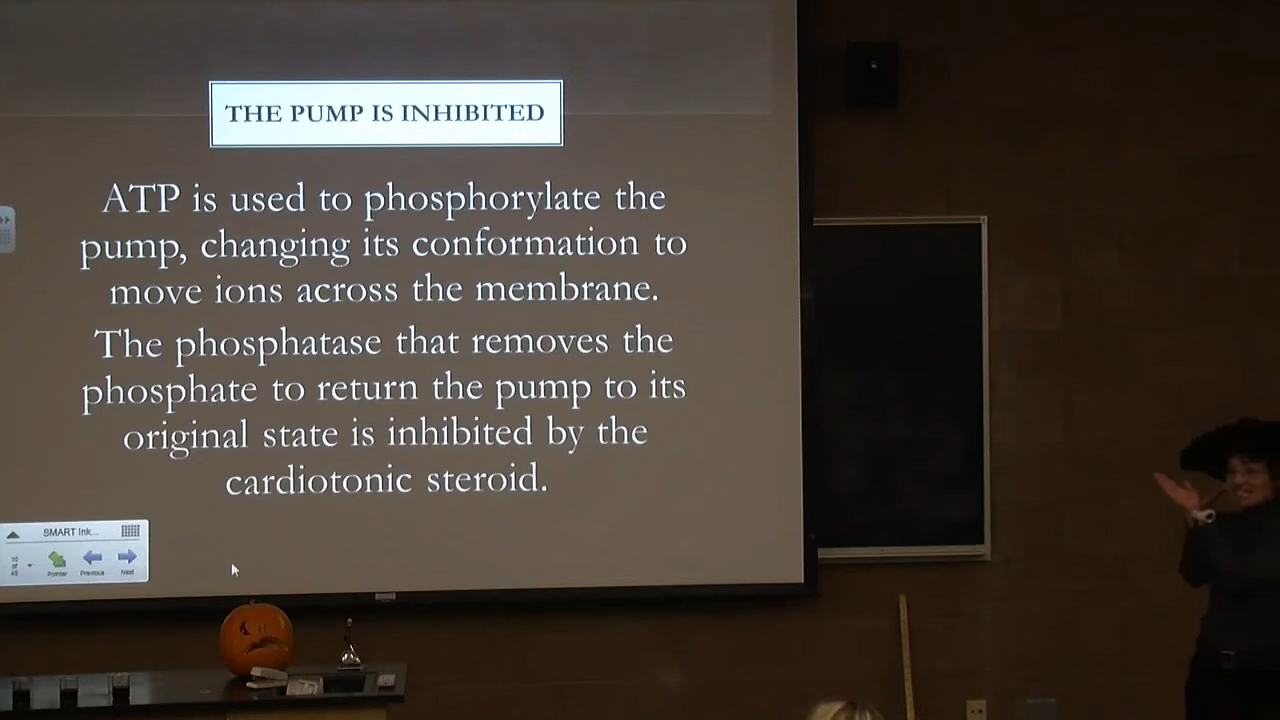 THE PUMP IS INHIBITED
ATP is used to phosphorylate the
pump, changing its conformation to
move ions across the membrane.
The phosphatase that removes the
phosphate to return the pump to its
original state is inhibited by the
cardiotonic steroid.
SMART Ink...
Pointer
Previous
Next